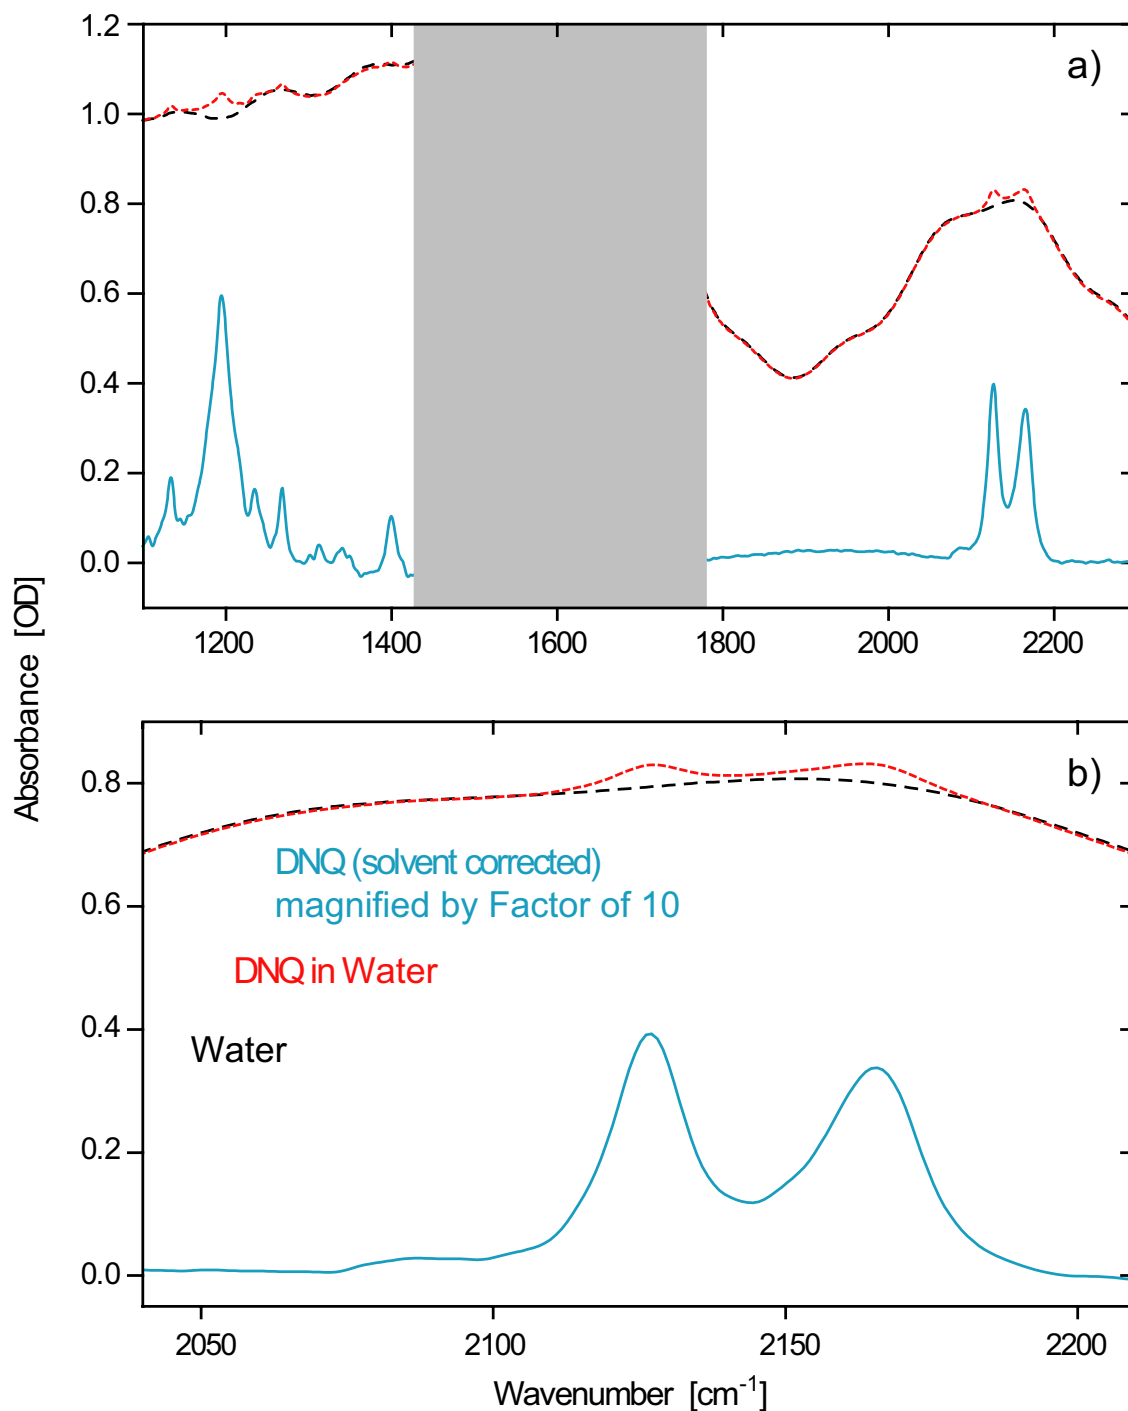 1.2
a)
1.0
0.8
0.6
0.4
0.2
0.0
1200 1400 1600 1800 2000 2200
Absorbance [OD]
b)
0.8
DNQ (solvent corrected)
magnified by Factor of 10
0.6
DNQ in Water
0.4
Water
0.2
0.0
2050 2100 2150 2200
Wavenumber [cm⁻¹]